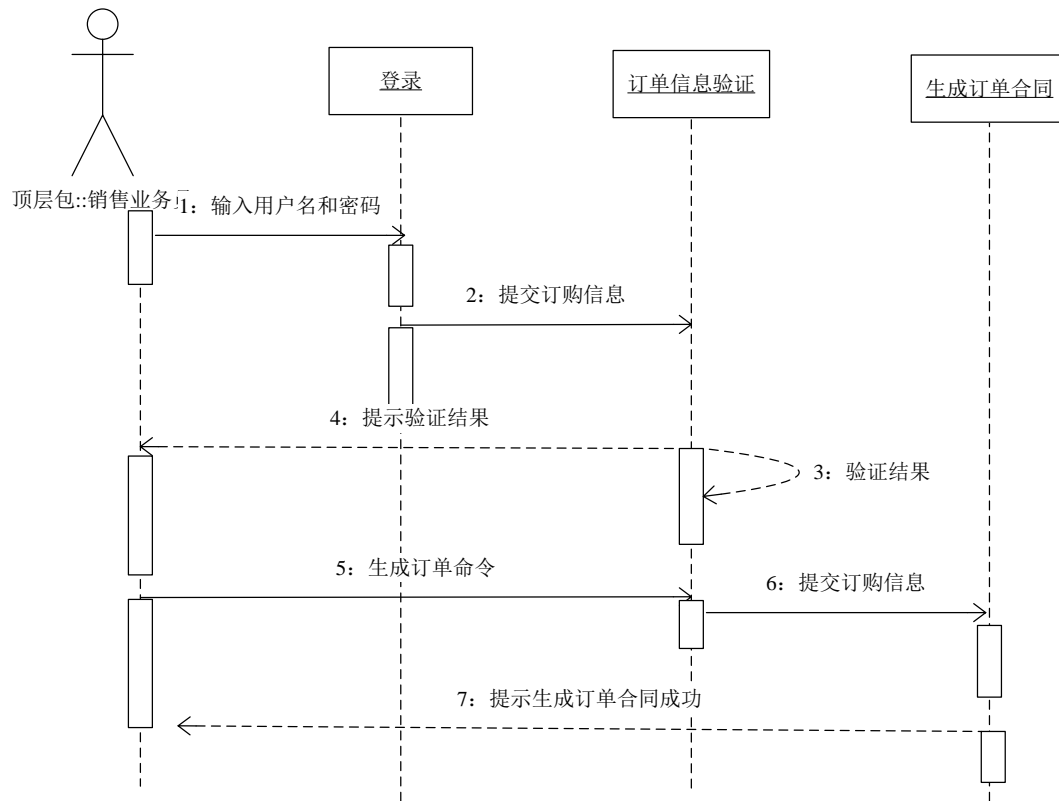 登录
订单信息验证
生成订单合同
顶层包::销售业务
1：输入用户名和密码
2：提交订购信息
4：提示验证结果
3：验证结果
5：生成订单命令
6：提交订购信息
7：提示生成订单合同成功